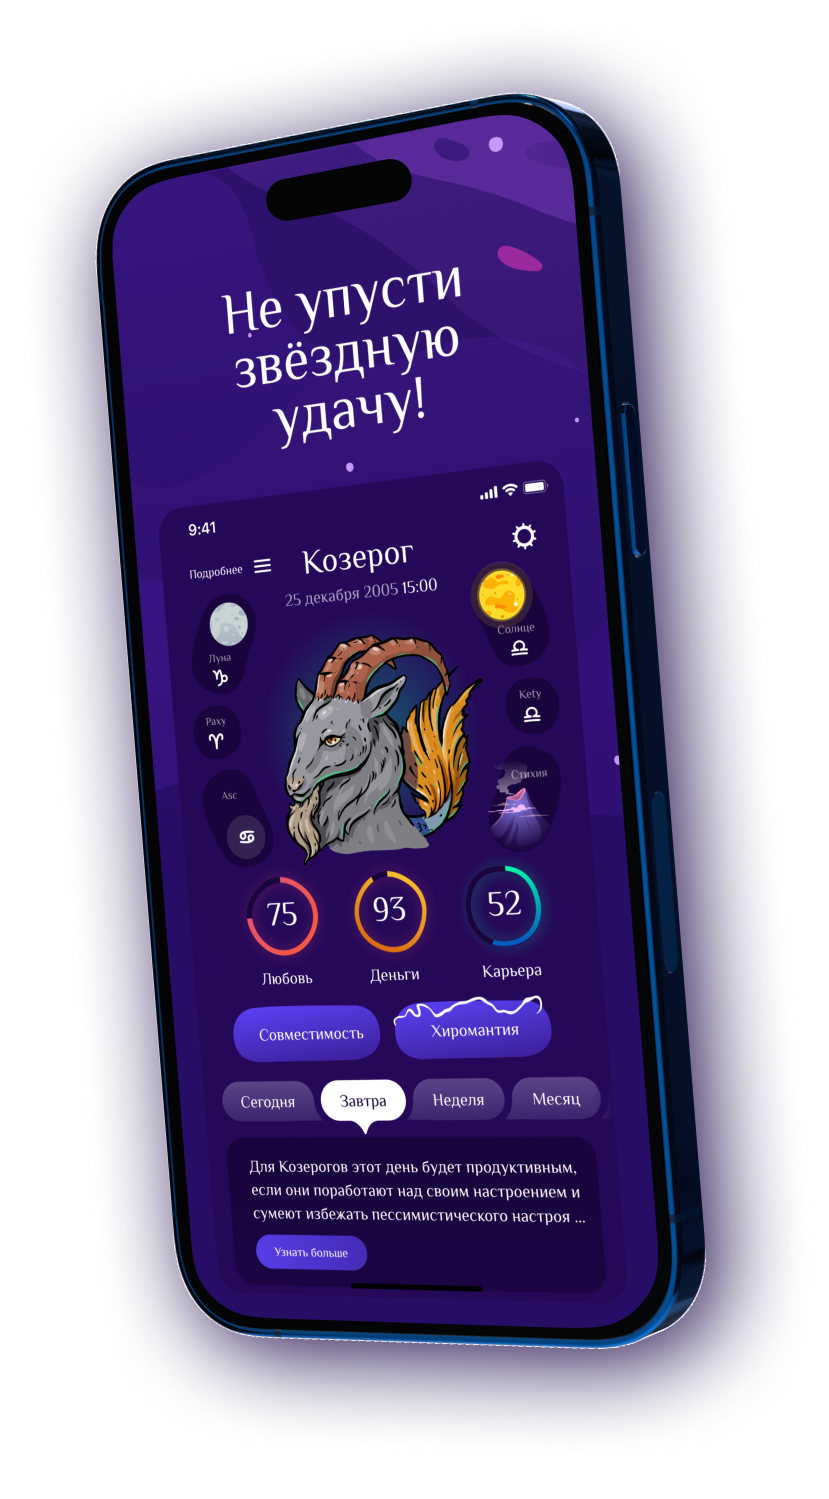 Не упусти
звёздную
удачу!
9:41
Подробнее
Козерог
25 декабря 2005 15:00
Луна
Солнце
Раху
Кету
Asc
Стихия
75
93
52
Любовь
Деньги
Карьера
Совместимость
Хиромантия
Сегодня
Завтра
Неделя
Месяц
Для Козерогов этот день будет продуктивным,
если они поработают над своим настроением и
сумеют избежать пессимистического настроя ...
Узнать больше